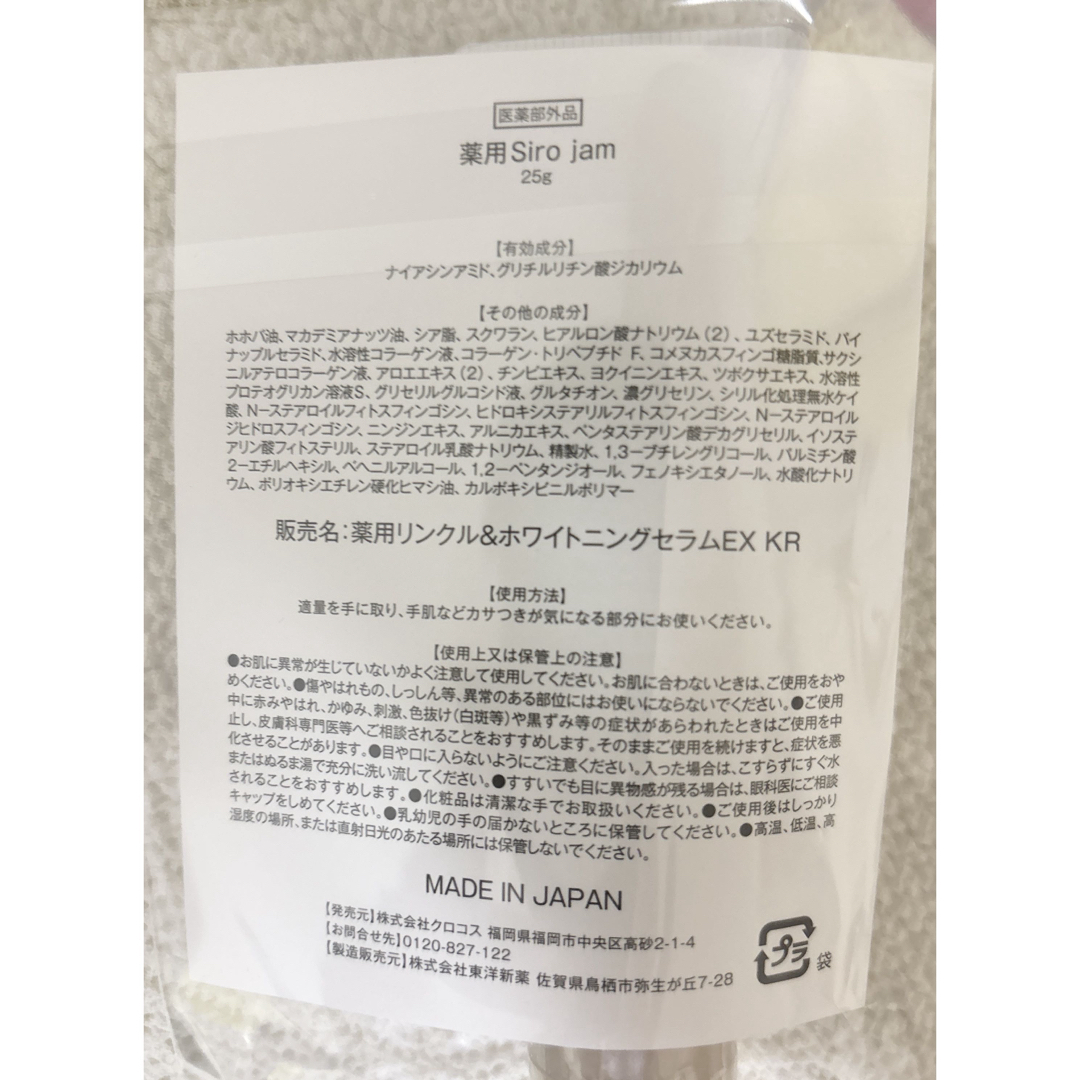 医薬部外品
薬用Siro jam
25g
【有効成分】
ナイアシンアミド、グリチルリチン酸ジカリウム
【その他の成分】
ホホバ油、マカデミアナッツ油、シア脂、スクワラン、ヒアルロン酸ナトリウム(2)、ユズセラミド、パイ
ナップルセラミド、水溶性コラーゲン液、コラーゲン・トリペプチド F、コメヌカスフィンゴ糖脂質、サクシ
ニルアテロコラーゲン液、アロエエキス(2)、チンピエキス、ヨクイニンエキス、ツボクサエキス、水溶性
プロテオグリカン溶液S、グリセリルグルコシド液、グルタチオン、濃グリセリン、シリル化処理無水ケイ
酸、N-ステアロイルフィトスフィンゴシン、ヒドロキシステアリルフィトスフィンゴシン、N-ステアロイル
ジヒドロスフィンゴシン、ニンジンエキス、アルニカエキス、ペンタステアリン酸デカグリセリル、イソステ
アリン酸フィトステリル、ステアロイル乳酸ナトリウム、精製水、1,3-ブチレングリコール、パルミチン酸
2-エチルヘキシル、ベヘニルアルコール、1,2-ペンタンジオール、フェノキシエタノール、水酸化ナトリ
ウム、ポリオキシエチレン硬化ヒマシ油、カルボキシビニルポリマー
販売名:薬用リンクル&ホワイトニングセラムEX KR
【使用方法】
適量を手に取り、手肌などカサつきが気になる部分にお使いください。
【使用上又は保管上の注意】
●お肌に異常が生じていないかよく注意して使用してください。お肌に合わないときは、ご使用をおや
めください。●傷やはれもの、しっしん等、異常のある部位にはお使いにならないでください。●ご使用
中に赤みやはれ、かゆみ、刺激、色抜け(白斑等)や黒ずみ等の症状があらわれたときはご使用を中
止し、皮膚科専門医等へご相談されることをおすすめします。そのままご使用を続けますと、症状を悪
化させることがあります。●目や口に入らないようにご注意ください。入った場合は、こすらずにすぐ水
またはぬるま湯で充分に洗い流してください。●すすいでも目に異物感が残る場合は、眼科医にご相談
されることをおすすめします。●化粧品は清潔な手でお取扱いください。●ご使用後はしっかり
キャップをしめてください。●乳幼児の手の届かないところに保管してください。●高温、低温、高
湿度の場所、または直射日光のあたる場所には保管しないでください。
MADE IN JAPAN
【発売元】株式会社クロコス 福岡県福岡市中央区高砂2-1-4
【お問合せ先】0120-827-122
【製造販売元】株式会社東洋新薬 佐賀県鳥栖市弥生が丘7-28
プラ
袋